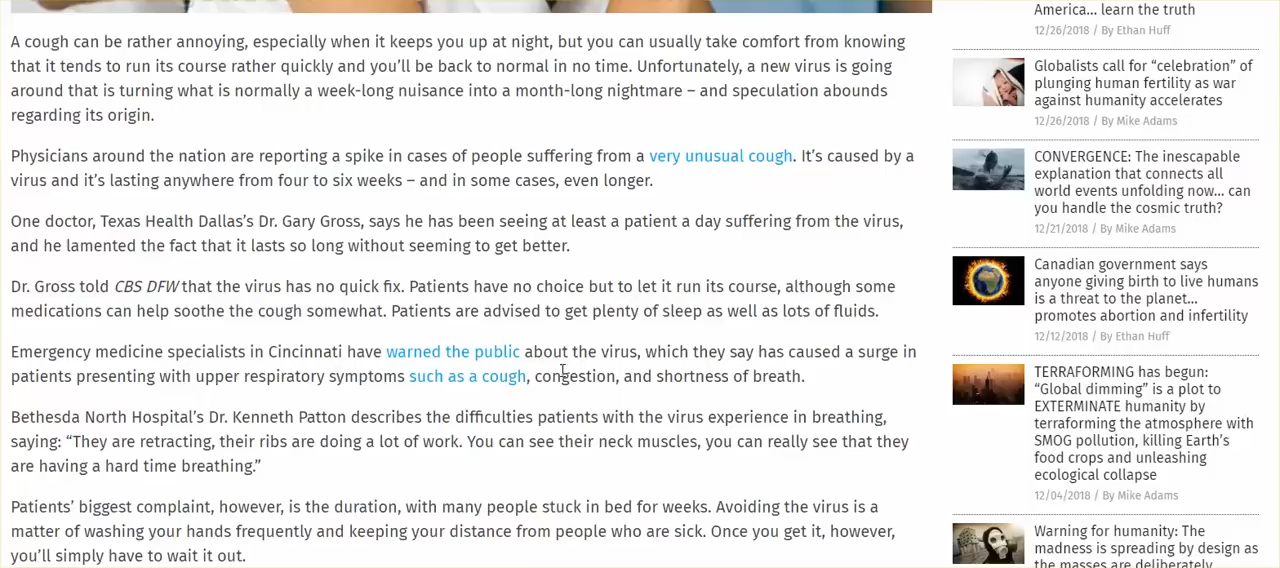 A cough can be rather annoying, especially when it keeps you up at night, but you can usually take comfort from knowing
that it tends to run its course rather quickly and you’ll be back to normal in no time. Unfortunately, a new virus is going
around that is turning what is normally a week-long nuisance into a month-long nightmare – and speculation abounds
regarding its origin.
Physicians around the nation are reporting a spike in cases of people suffering from a very unusual cough. It’s caused by a
virus and it’s lasting anywhere from four to six weeks – and in some cases, even longer.
One doctor, Texas Health Dallas’s Dr. Gary Gross, says he has been seeing at least a patient a day suffering from the virus,
and he lamented the fact that it lasts so long without seeming to get better.
Dr. Gross told CBS DFW that the virus has no quick fix. Patients have no choice but to let it run its course, although some
medications can help soothe the cough somewhat. Patients are advised to get plenty of sleep as well as lots of fluids.
Emergency medicine specialists in Cincinnati have warned the public about the virus, which they say has caused a surge in
patients presenting with upper respiratory symptoms such as a cough, congestion, and shortness of breath.
Bethesda North Hospital’s Dr. Kenneth Patton describes the difficulties patients with the virus experience in breathing,
saying: “They are retracting, their ribs are doing a lot of work. You can see their neck muscles, you can really see that they
are having a hard time breathing.”
Patients’ biggest complaint, however, is the duration, with many people stuck in bed for weeks. Avoiding the virus is a
matter of washing your hands frequently and keeping your distance from people who are sick. Once you get it, however,
you’ll simply have to wait it out.
America... learn the truth
12/26/2018 / By Ethan Huff
Globalists call for “celebration” of
plunging human fertility as war
against humanity accelerates
12/26/2018 / By Mike Adams
CONVERGENCE: The inescapable
explanation that connects all
world events unfolding now... can
you handle the cosmic truth?
12/21/2018 / By Mike Adams
Canadian government says
anyone giving birth to live humans
is a threat to the planet...
promotes abortion and infertility
12/12/2018 / By Ethan Huff
TERRAFORMING has begun:
“Global dimming” is a plot to
EXTERMINATE humanity by
terraforming the atmosphere with
SMOG pollution, killing Earth’s
food crops and unleashing
ecological collapse
12/04/2018 / By Mike Adams
Warning for humanity: The
madness is spreading by design as
the masses are deliberately